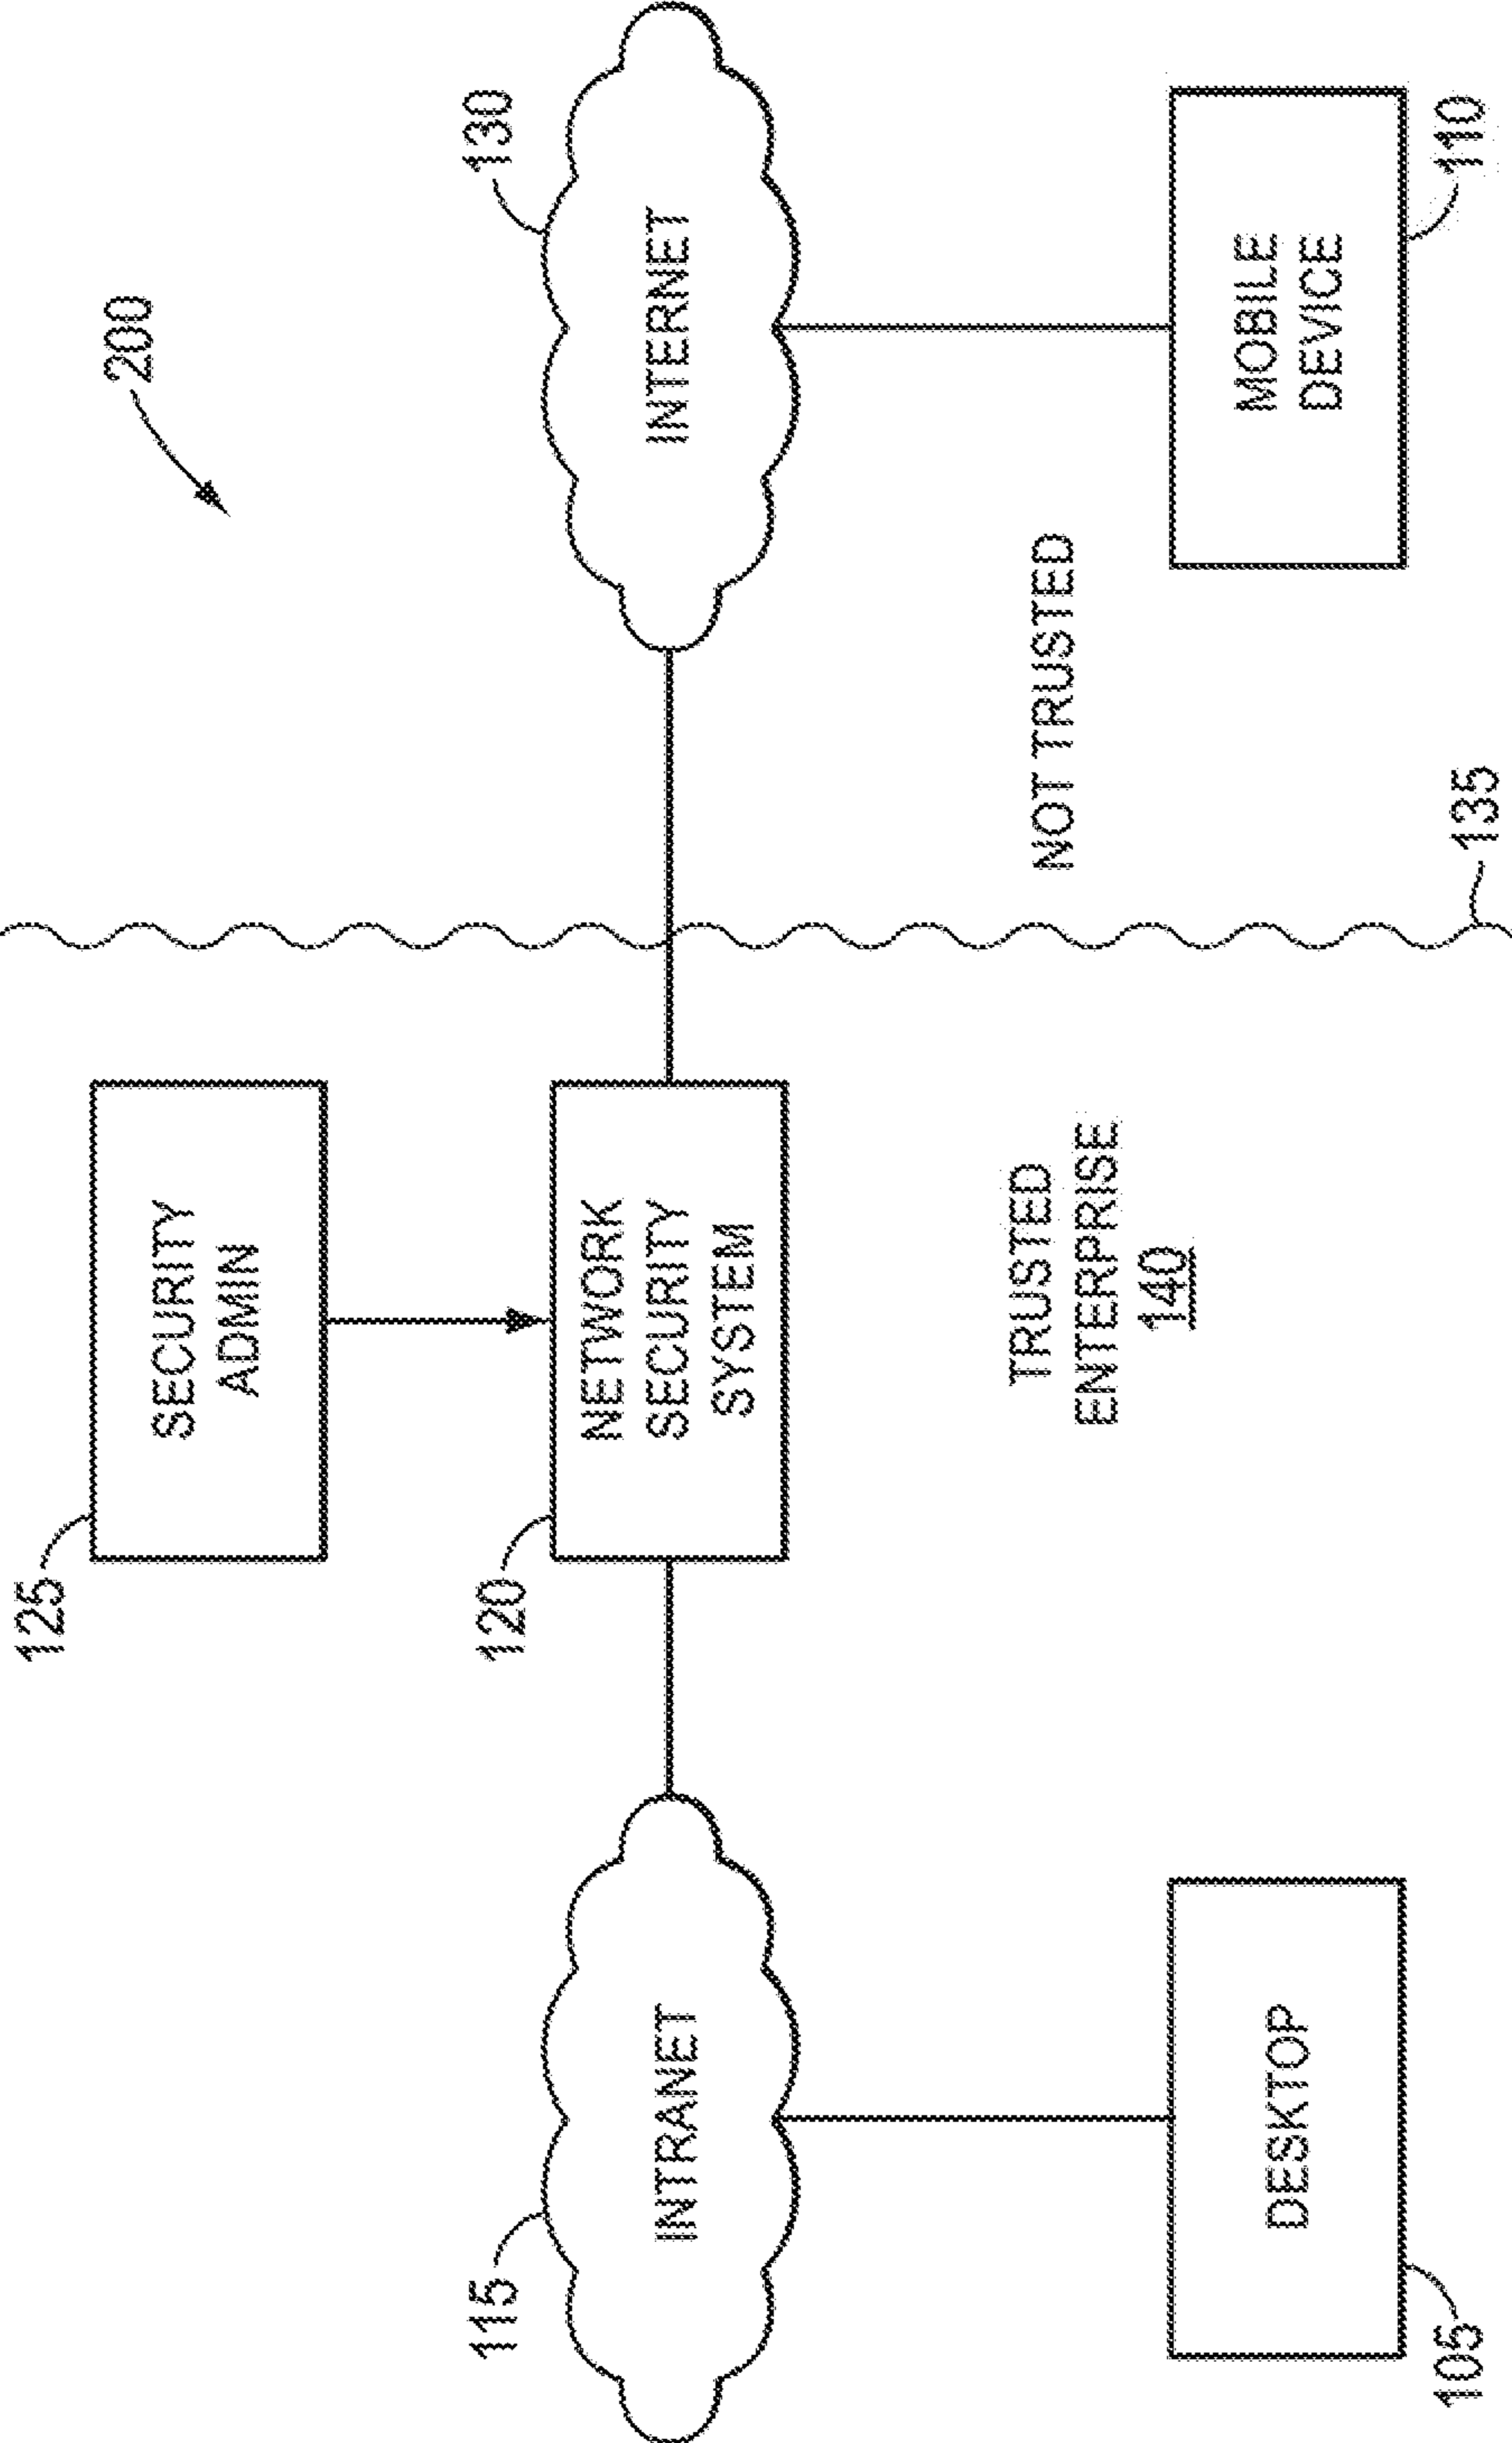 200
125
SECURITY
ADMIN
115
INTRANET
120
NETWORK
SECURITY
SYSTEM
130
INTERNET
TRUSTED
ENTERPRISE
140
NOT TRUSTED
DESKTOP
105
MOBILE
DEVICE
110
135